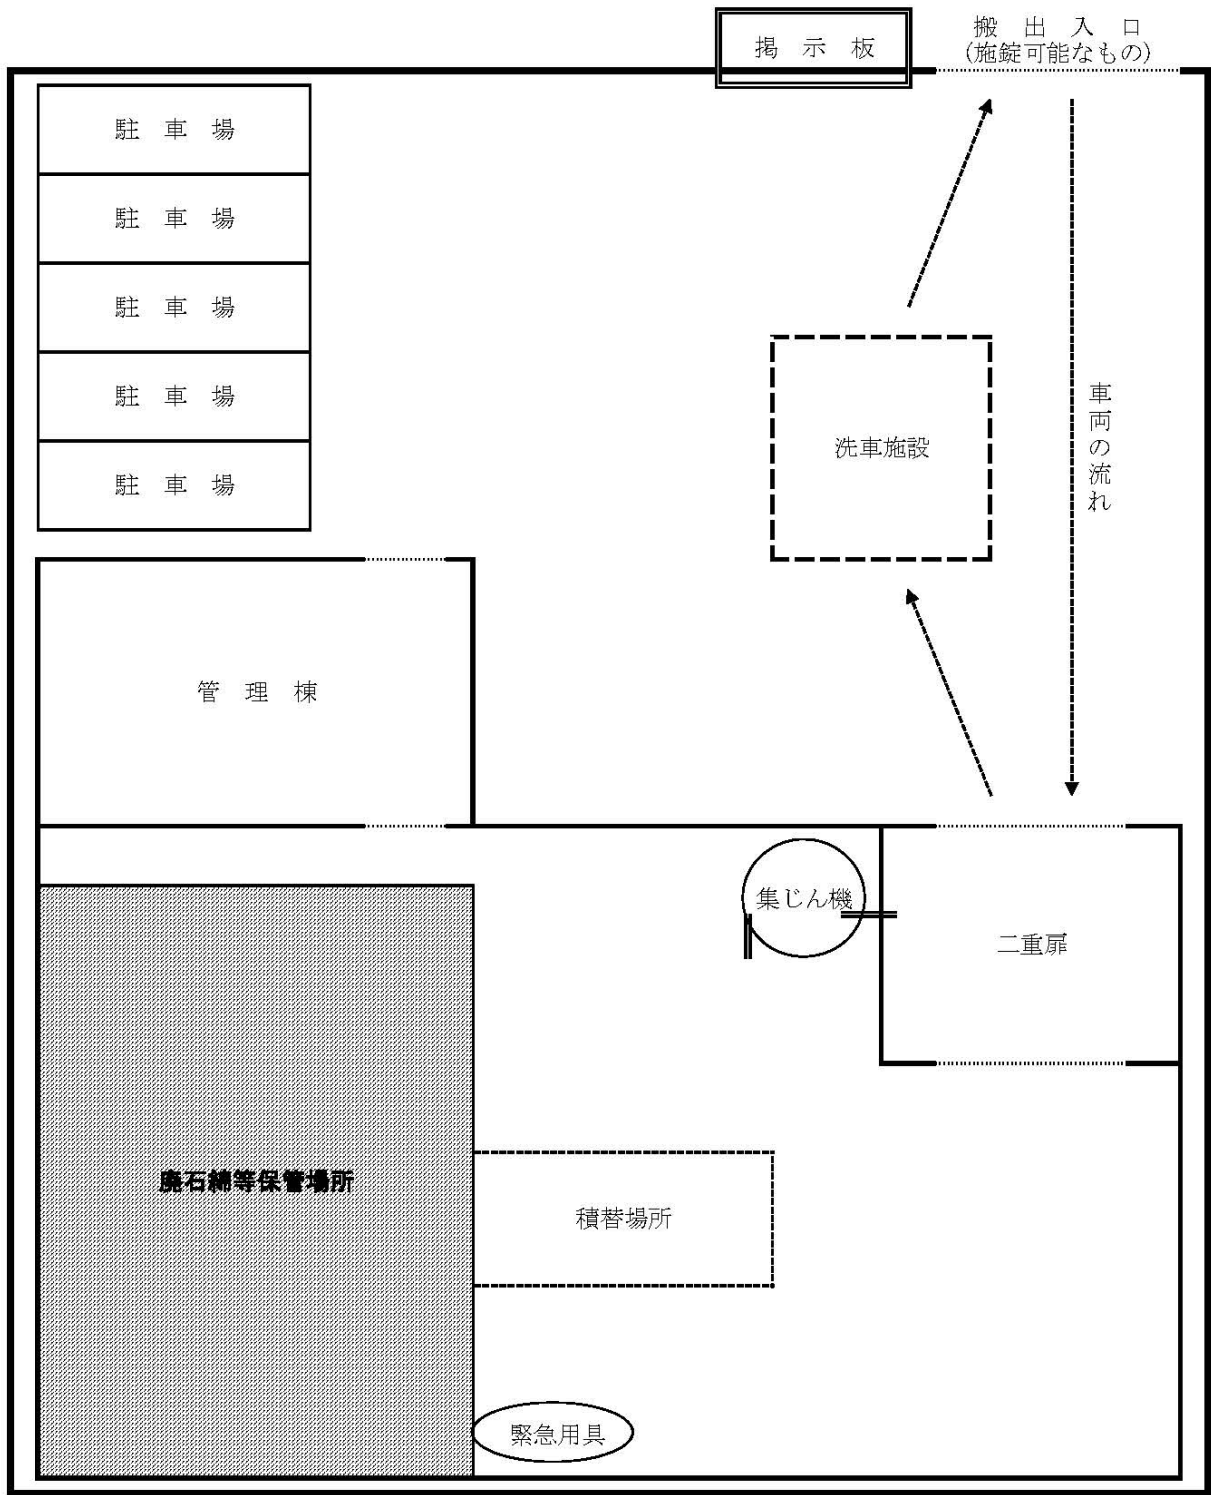 掲示板
搬出入口
(施錠可能なもの)
駐車場
駐車場
駐車場
駐車場
駐車場
洗車施設
車両の流れ
管理棟
集じん機
二重扉
廃石綿等保管場所
積替場所
緊急用具